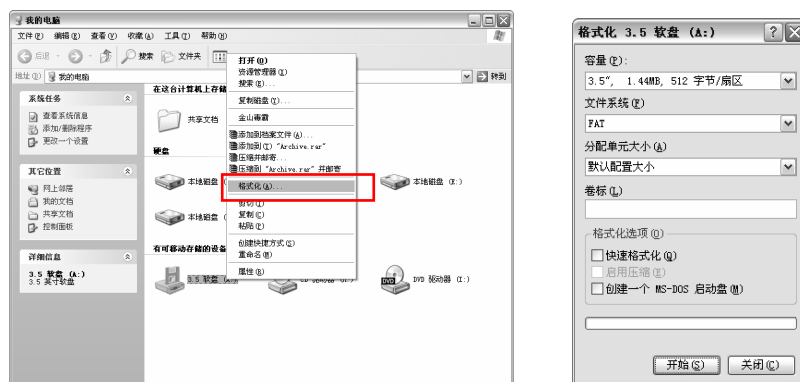 我的电脑
文件(F) 编辑(E) 查看(V) 收藏(A) 工具(T) 帮助(H)
后退 搜索 文件夹
地址(D) 我的电脑 转到
系统任务
查看系统信息
添加/删除程序
更改一个设置
其它位置
网上邻居
我的文档
共享文档
控制面板
详细信息
3.5 软盘 (A:)
3.5 英寸软盘
在这台计算机上存储
共享文档
硬盘
本地磁盘
本地磁盘 (E:)
本地磁盘
有可移动存储的设备
3.5 软盘 (A:)
DVD 驱动器 (I:)
打开(O)
资源管理器(X)
搜索(E)...
复制磁盘(Y)...
金山毒霸
添加到档案文件(A)...
添加到(T) "Archive.rar"
压缩并邮寄...
压缩到 "Archive.rar" 并邮寄
格式化(A)...
剪切(T)
复制(C)
粘贴(P)
创建快捷方式(S)
重命名(M)
属性(R)
格式化 3.5 软盘 (A:)
容量(P):
3.5", 1.44MB, 512 字节/扇区
文件系统(F)
FAT
分配单元大小(A)
默认配置大小
卷标(L)
格式化选项(O)
快速格式化(Q)
启用压缩(E)
创建一个 MS-DOS 启动盘(M)
开始(S) 关闭(C)